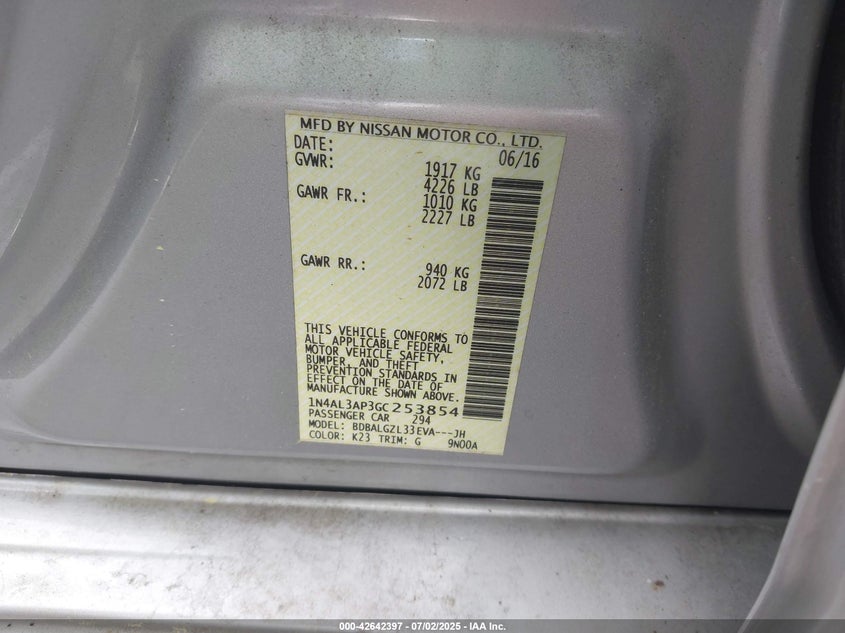 MFD BY NISSAN MOTOR CO., LTD.
DATE: 06/16
GVWR: 1917 KG
4226 LB
GAWR FR.: 1010 KG
2227 LB
GAWR RR.: 940 KG
2072 LB
THIS VEHICLE CONFORMS TO
ALL APPLICABLE FEDERAL
MOTOR VEHICLE SAFETY,
BUMPER, AND THEFT
PREVENTION STANDARDS IN
EFFECT ON THE DATE OF
MANUFACTURE SHOWN ABOVE.
1N4AL3AP3GC253854
PASSENGER CAR 294
MODEL: BDBALGZL33EVA---JH
COLOR: K23 TRIM: G 9N00A
000-42642397 - 07/02/2025 - IAA Inc.